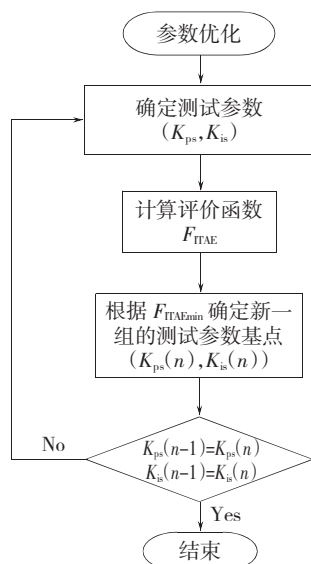 参数优化
确定测试参数
(Kps,Kis)
计算评价函数
FITAE
根据 FITAEmin 确定新一
组的测试参数基点
(Kps(n),Kis(n))
No
Kps(n-1)=Kps(n)
Kis(n-1)=Kis(n)
Yes
结束